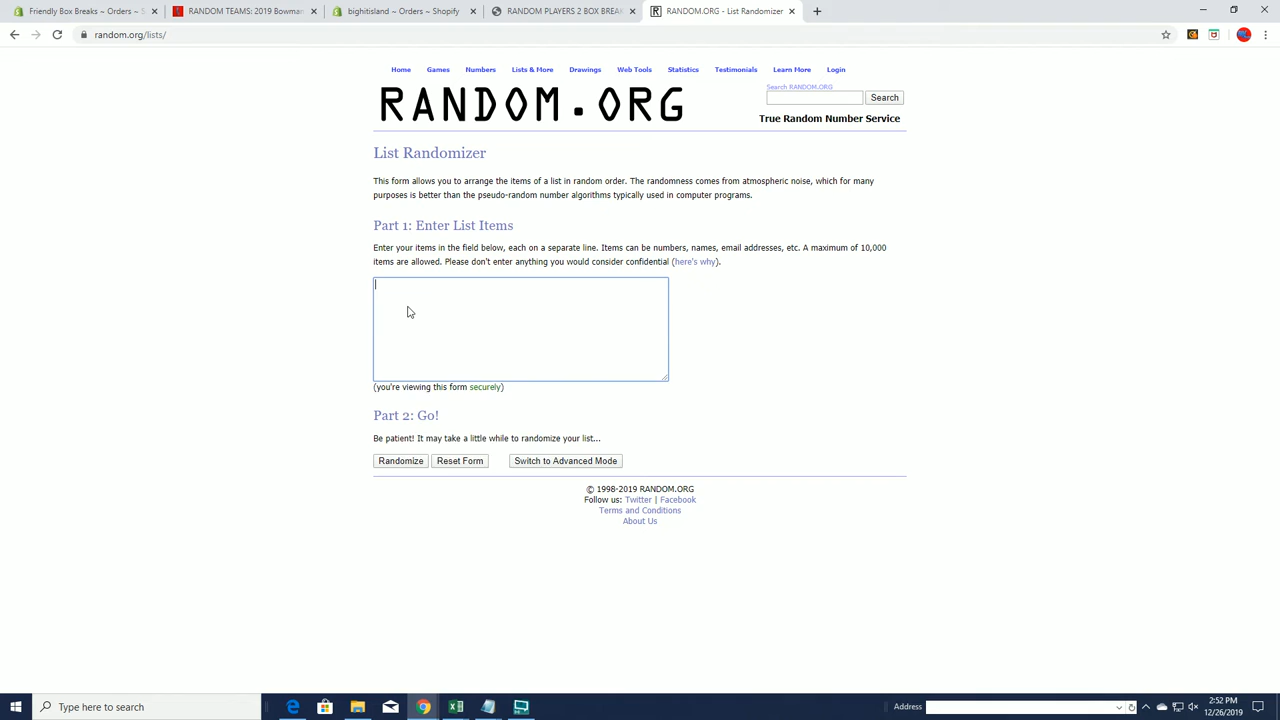 Friendly Box Breaks ~ Orders ~ S
RANDOM TEAMS: 2019 Bowman
bighitisland ~ Orders ~ Shopify
RANDOM PLAYERS 2 BOX BREAK
RANDOM.ORG - List Randomizer
random.org/lists/
Home Games Numbers Lists & More Drawings Web Tools Statistics Testimonials Learn More Login
RANDOM.ORG
Search RANDOM.ORG
Search
True Random Number Service
List Randomizer
This form allows you to arrange the items of a list in random order. The randomness comes from atmospheric noise, which for many
purposes is better than the pseudo-random number algorithms typically used in computer programs.
Part 1: Enter List Items
Enter your items in the field below, each on a separate line. Items can be numbers, names, email addresses, etc. A maximum of 10,000
items are allowed. Please don't enter anything you would consider confidential (here's why).
(you're viewing this form securely)
Part 2: Go!
Be patient! It may take a little while to randomize your list...
Randomize Reset Form Switch to Advanced Mode
© 1998-2019 RANDOM.ORG
Follow us: Twitter | Facebook
Terms and Conditions
About Us
Type here to search
Address
2:52 PM
12/26/2019